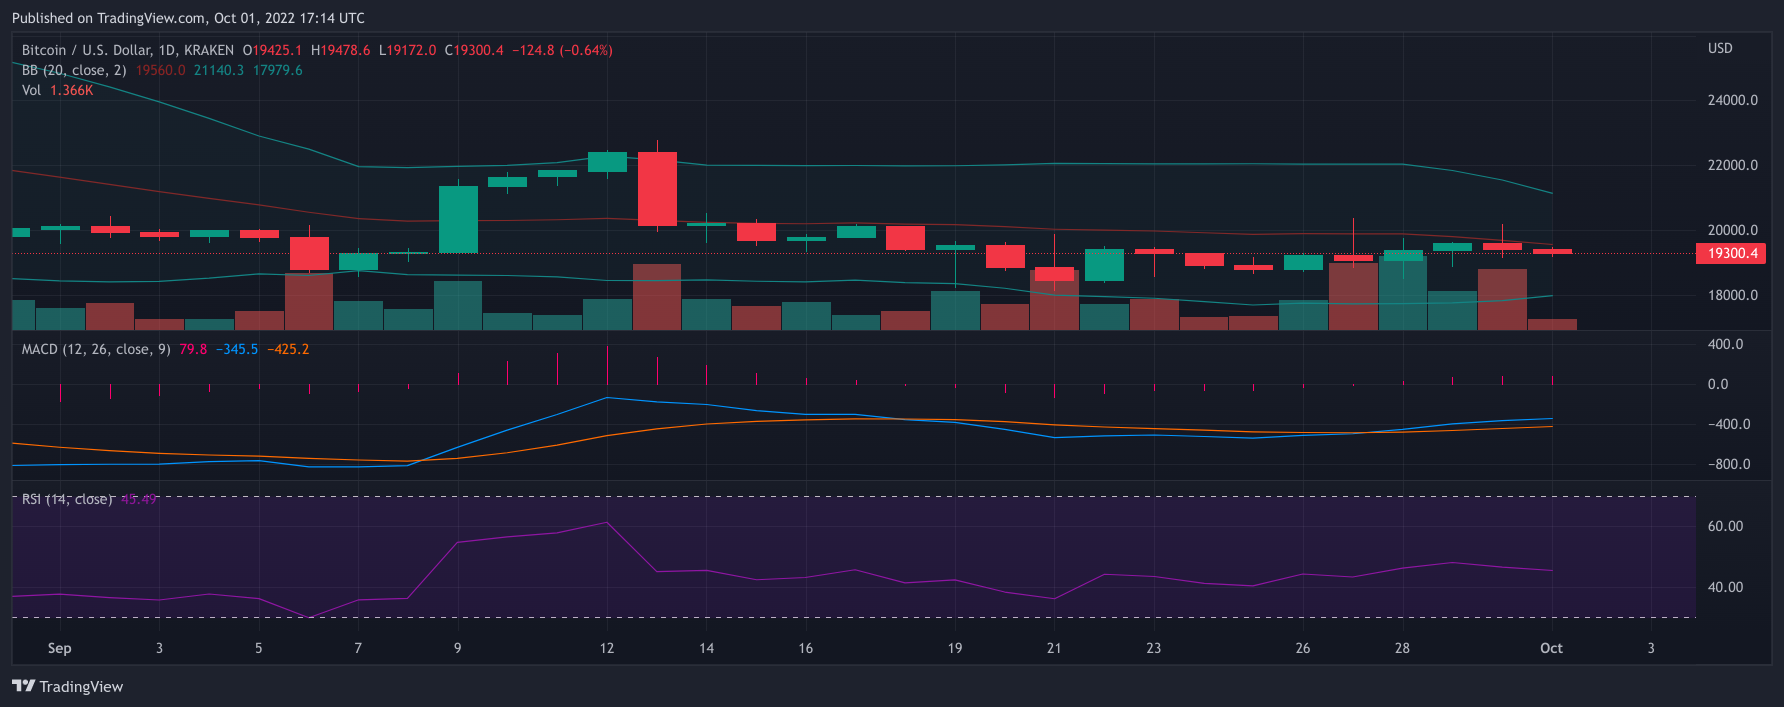 Published on TradingView.com, Oct 01, 2022 17:14 UTC
Bitcoin / U.S. Dollar, 1D, KRAKEN O19425.1 H19478.6 L19172.0 C19300.4 −124.8 (−0.64%)
USD
BB (20, close, 2) 19560.0 21140.3 17979.6
Vol 1.366K
24000.0
22000.0
20000.0
19300.4
18000.0
MACD (12, 26, close, 9) 79.8 −345.5 −425.2
400.0
0.0
−400.0
−800.0
RSI (14, close) 45.49
60.00
40.00
Sep 3 5 7 9 12 14 16 19 21 23 26 28 Oct 3
TradingView